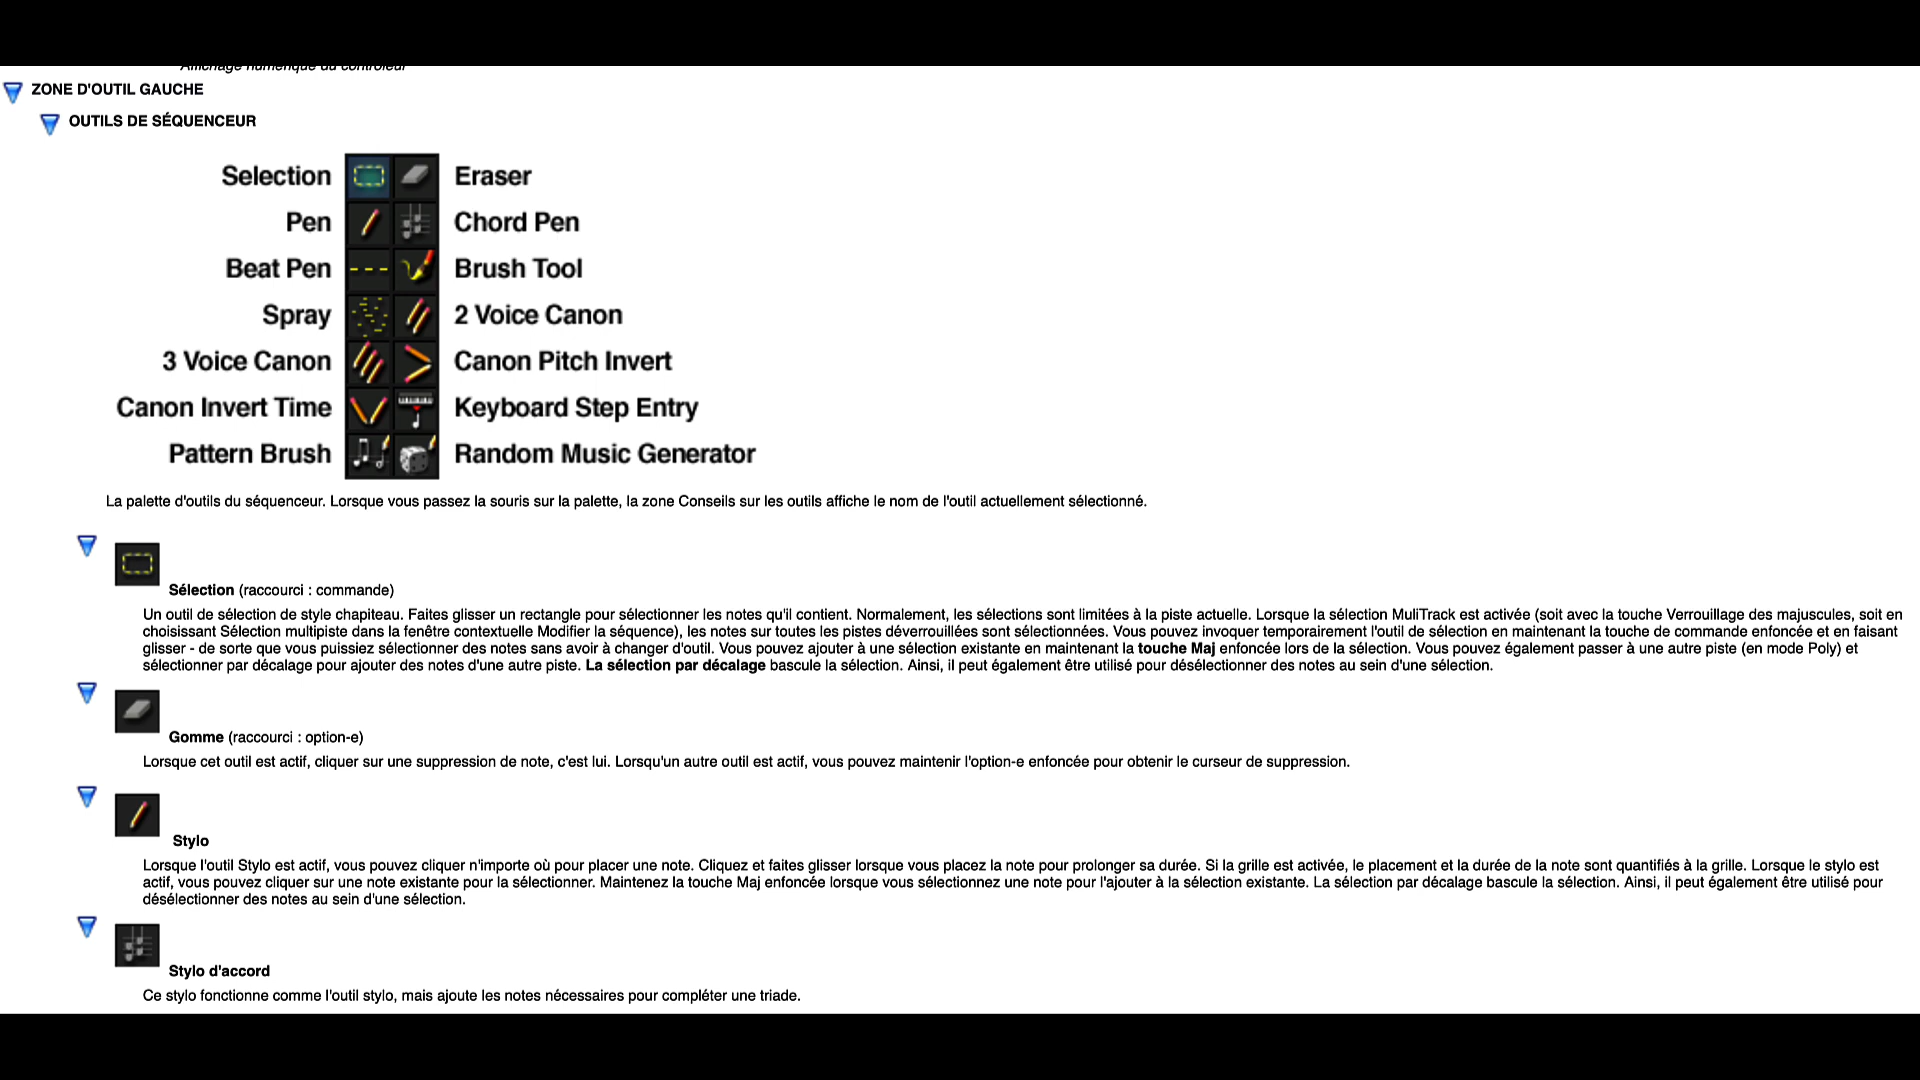 Affichage numérique du contrôleur
ZONE D'OUTIL GAUCHE
OUTILS DE SÉQUENCEUR
Selection Eraser
Pen Chord Pen
Beat Pen Brush Tool
Spray 2 Voice Canon
3 Voice Canon Canon Pitch Invert
Canon Invert Time Keyboard Step Entry
Pattern Brush Random Music Generator
La palette d'outils du séquenceur. Lorsque vous passez la souris sur la palette, la zone Conseils sur les outils affiche le nom de l'outil actuellement sélectionné.
Sélection (raccourci : commande)
Un outil de sélection de style chapiteau. Faites glisser un rectangle pour sélectionner les notes qu'il contient. Normalement, les sélections sont limitées à la piste actuelle. Lorsque la sélection MuliTrack est activée (soit avec la touche Verrouillage des majuscules, soit en
choisissant Sélection multipiste dans la fenêtre contextuelle Modifier la séquence), les notes sur toutes les pistes déverrouillées sont sélectionnées. Vous pouvez invoquer temporairement l'outil de sélection en maintenant la touche de commande enfoncée et en faisant
glisser - de sorte que vous puissiez sélectionner des notes sans avoir à changer d'outil. Vous pouvez ajouter à une sélection existante en maintenant la touche Maj enfoncée lors de la sélection. Vous pouvez également passer à une autre piste (en mode Poly) et
sélectionner par décalage pour ajouter des notes d'une autre piste. La sélection par décalage bascule la sélection. Ainsi, il peut également être utilisé pour désélectionner des notes au sein d'une sélection.
Gomme (raccourci : option-e)
Lorsque cet outil est actif, cliquer sur une suppression de note, c'est lui. Lorsqu'un autre outil est actif, vous pouvez maintenir l'option-e enfoncée pour obtenir le curseur de suppression.
Stylo
Lorsque l'outil Stylo est actif, vous pouvez cliquer n'importe où pour placer une note. Cliquez et faites glisser lorsque vous placez la note pour prolonger sa durée. Si la grille est activée, le placement et la durée de la note sont quantifiés à la grille. Lorsque le stylo est
actif, vous pouvez cliquer sur une note existante pour la sélectionner. Maintenez la touche Maj enfoncée lorsque vous sélectionnez une note pour l'ajouter à la sélection existante. La sélection par décalage bascule la sélection. Ainsi, il peut également être utilisé pour
désélectionner des notes au sein d'une sélection.
Stylo d'accord
Ce stylo fonctionne comme l'outil stylo, mais ajoute les notes nécessaires pour compléter une triade.